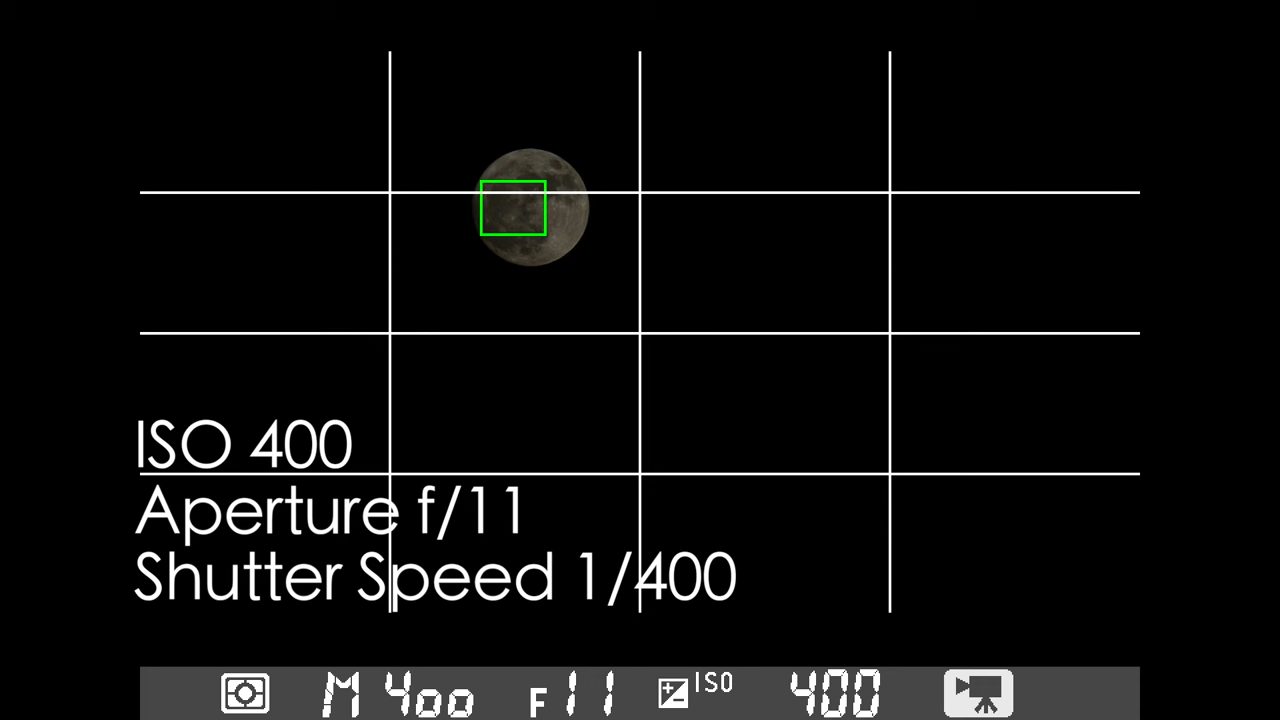 ISO 400
Aperture f/11
Shutter Speed 1/400
M 400 F11 ISO 400